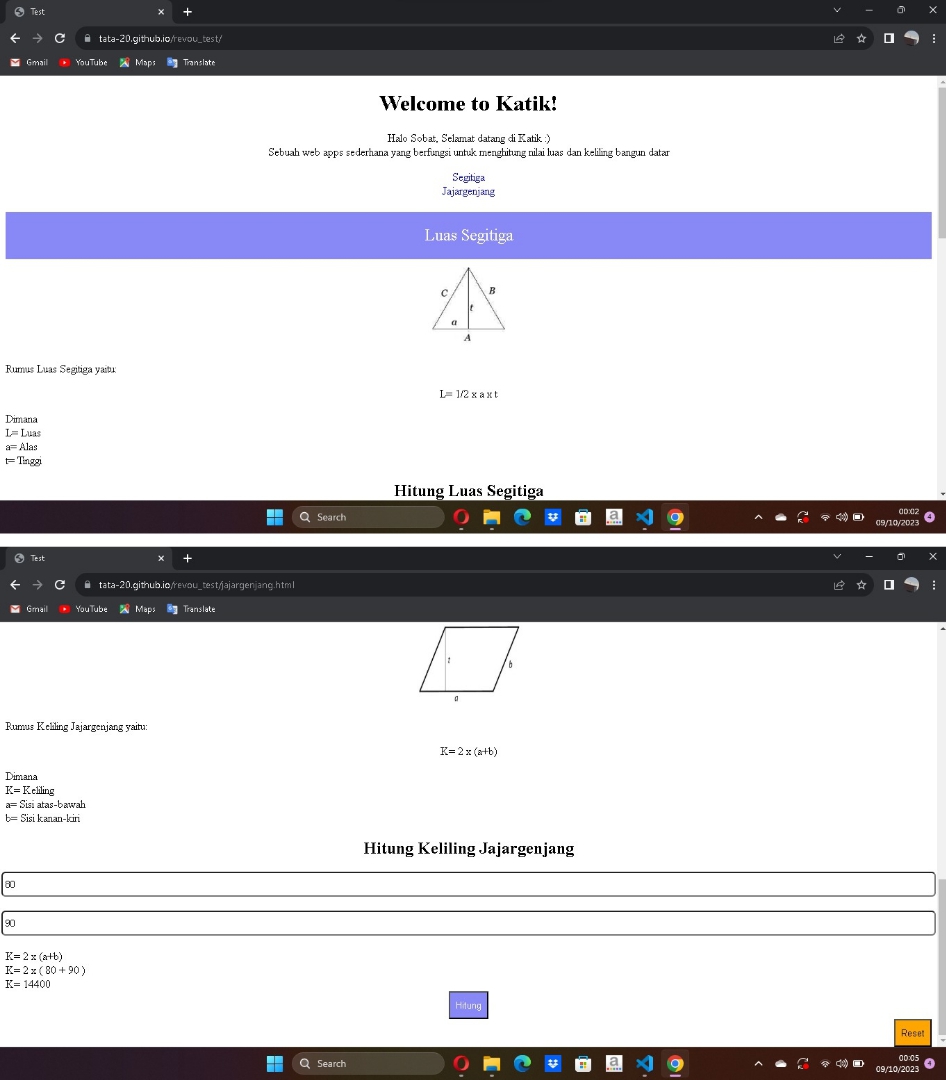 Test
tata-20.github.io/revou_test/
Gmail YouTube Maps Translate
Welcome to Katik!
Halo Sobat, Selamat datang di Katik :)
Sebuah web apps sederhana yang berfungsi untuk menghitung nilai luas dan keliling bangun datar
Segitiga
Jajargenjang
Luas Segitiga
C B
t
a
A
Rumus Luas Segitiga yaitu:
L= 1/2 x a x t
Dimana
L= Luas
a= Alas
t= Tinggi
Hitung Luas Segitiga
Search
a
00:02
09/10/2023
4
Test
tata-20.github.io/revou_test/jajargenjang.html
Gmail YouTube Maps Translate
t b
a
Rumus Keliling Jajargenjang yaitu:
K= 2 x (a+b)
Dimana
K= Keliling
a= Sisi atas-bawah
b= Sisi kanan-kiri
Hitung Keliling Jajargenjang
80
90
K= 2 x (a+b)
K= 2 x ( 80 + 90 )
K= 14400
Hitung
Reset
Search
a
00:05
09/10/2023
4